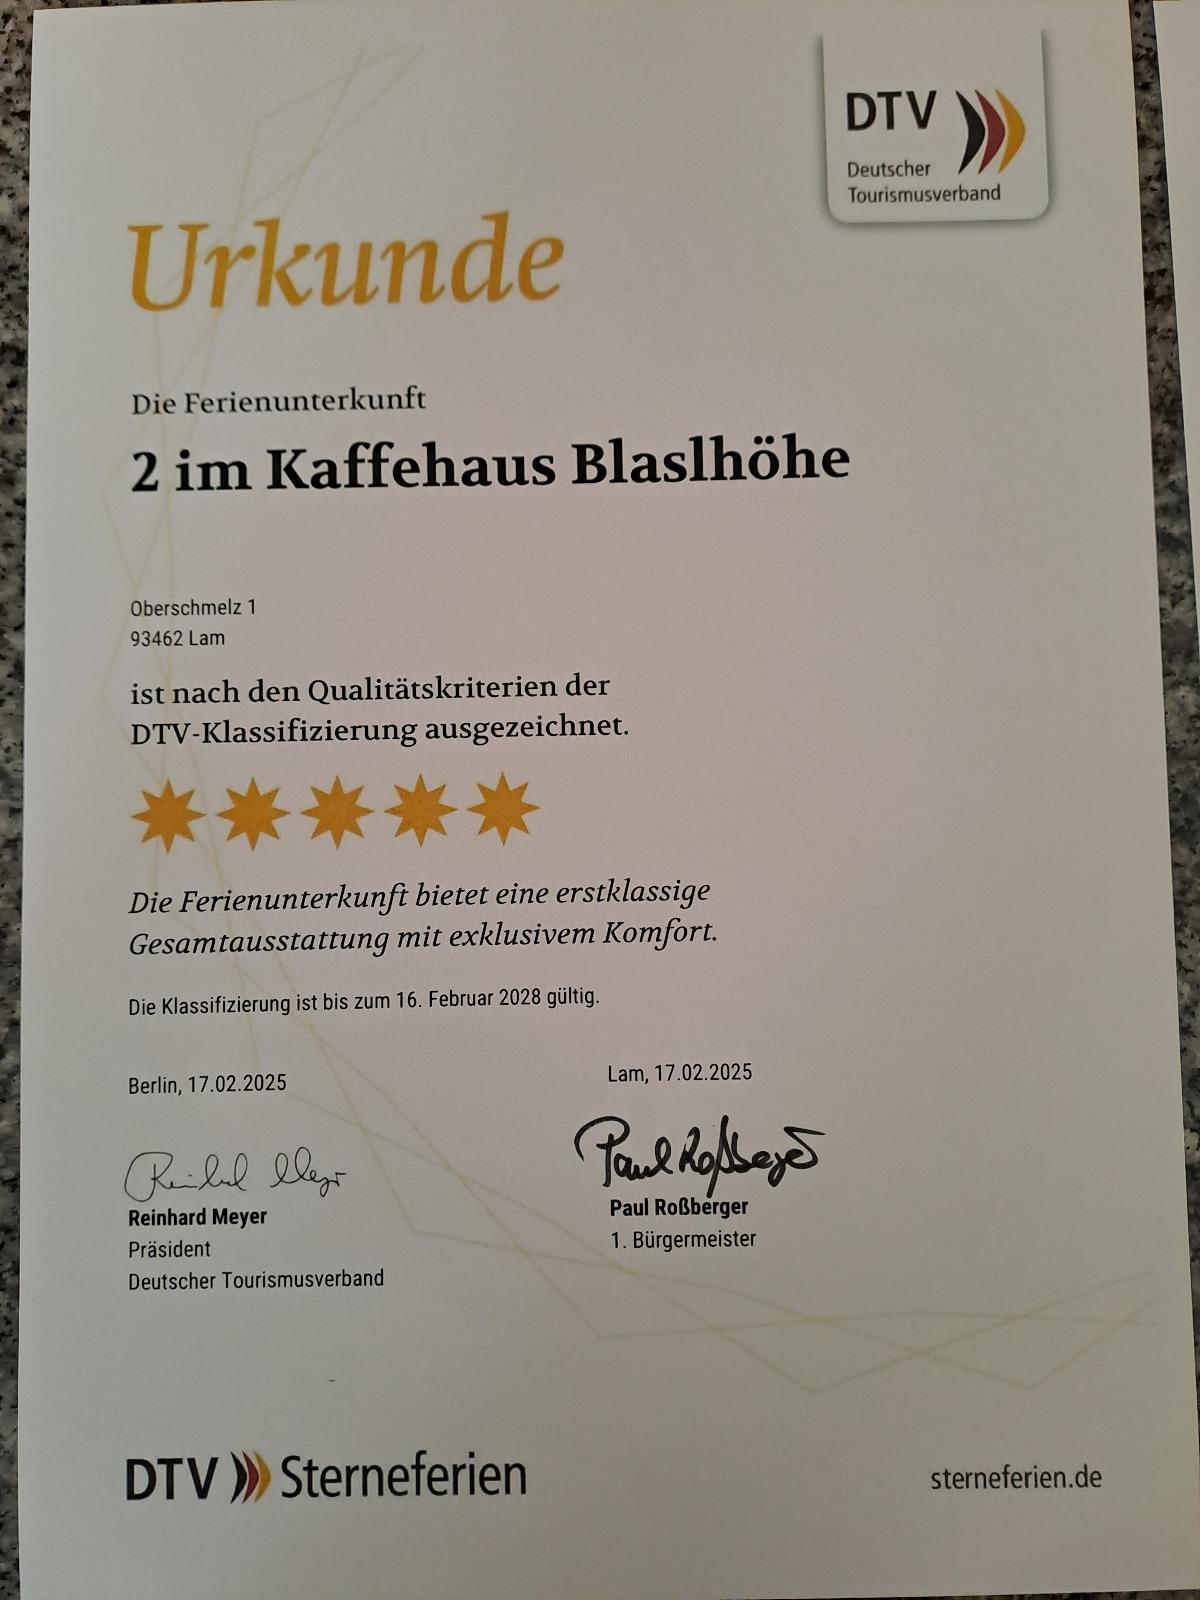 DTV
Deutscher
Tourismusverband
Urkunde
Die Ferienunterkunft
2 im Kaffehaus Blaslhöhe
Oberschmelz 1
93462 Lam
ist nach den Qualitätskriterien der
DTV-Klassifizierung ausgezeichnet.
Die Ferienunterkunft bietet eine erstklassige
Gesamtausstattung mit exklusivem Komfort.
Die Klassifizierung ist bis zum 16. Februar 2028 gültig.
Berlin, 17.02.2025
Reinhard Meyer
Reinhard Meyer
Präsident
Deutscher Tourismusverband
Lam, 17.02.2025
Paul Roßberger
Paul Roßberger
1. Bürgermeister
DTV Sterneferien
sterneferien.de